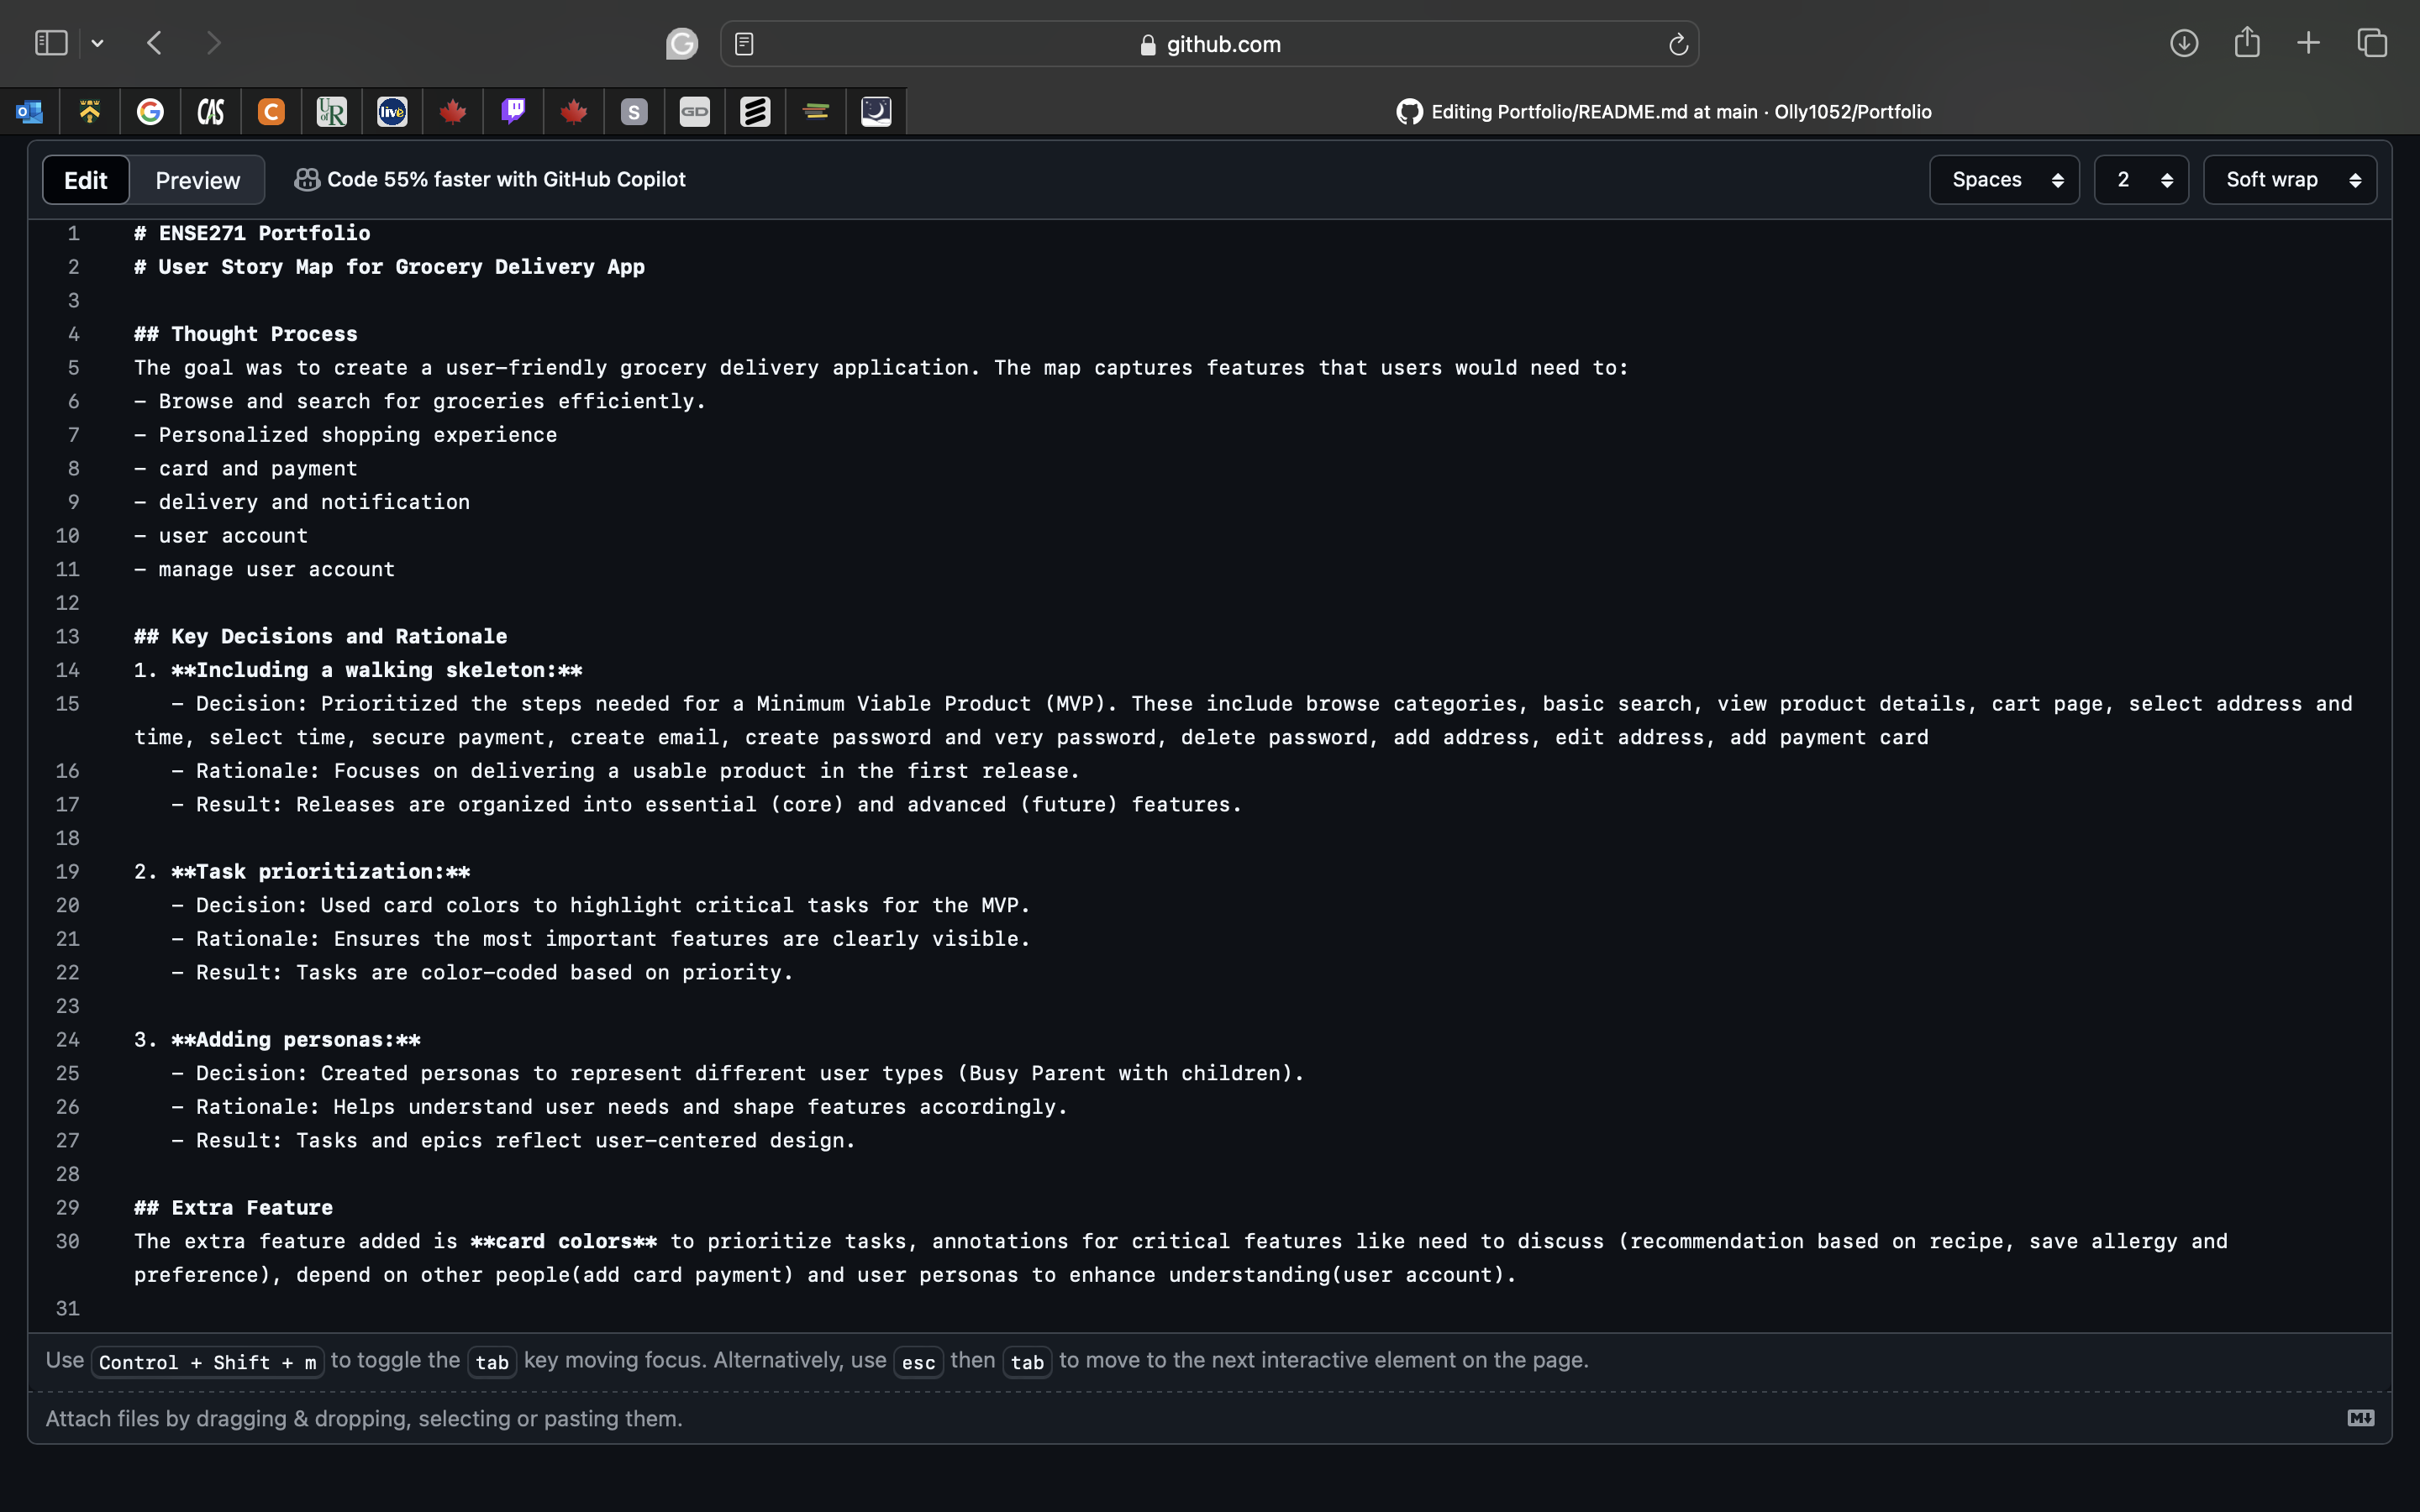 github.com
CAS
C
U of R
live
S
GD
Editing Portfolio/README.md at main · Olly1052/Portfolio
Edit Preview Code 55% faster with GitHub Copilot Spaces 2 Soft wrap
1 # ENSE271 Portfolio
2 # User Story Map for Grocery Delivery App
3
4 ## Thought Process
5 The goal was to create a user-friendly grocery delivery application. The map captures features that users would need to:
6 - Browse and search for groceries efficiently.
7 - Personalized shopping experience
8 - card and payment
9 - delivery and notification
10 - user account
11 - manage user account
12
13 ## Key Decisions and Rationale
14 1. **Including a walking skeleton:**
15 - Decision: Prioritized the steps needed for a Minimum Viable Product (MVP). These include browse categories, basic search, view product details, cart page, select address and
time, select time, secure payment, create email, create password and very password, delete password, add address, edit address, add payment card
16 - Rationale: Focuses on delivering a usable product in the first release.
17 - Result: Releases are organized into essential (core) and advanced (future) features.
18
19 2. **Task prioritization:**
20 - Decision: Used card colors to highlight critical tasks for the MVP.
21 - Rationale: Ensures the most important features are clearly visible.
22 - Result: Tasks are color-coded based on priority.
23
24 3. **Adding personas:**
25 - Decision: Created personas to represent different user types (Busy Parent with children).
26 - Rationale: Helps understand user needs and shape features accordingly.
27 - Result: Tasks and epics reflect user-centered design.
28
29 ## Extra Feature
30 The extra feature added is **card colors** to prioritize tasks, annotations for critical features like need to discuss (recommendation based on recipe, save allergy and
preference), depend on other people(add card payment) and user personas to enhance understanding(user account).
31
Use Control + Shift + m to toggle the tab key moving focus. Alternatively, use esc then tab to move to the next interactive element on the page.
Attach files by dragging & dropping, selecting or pasting them.